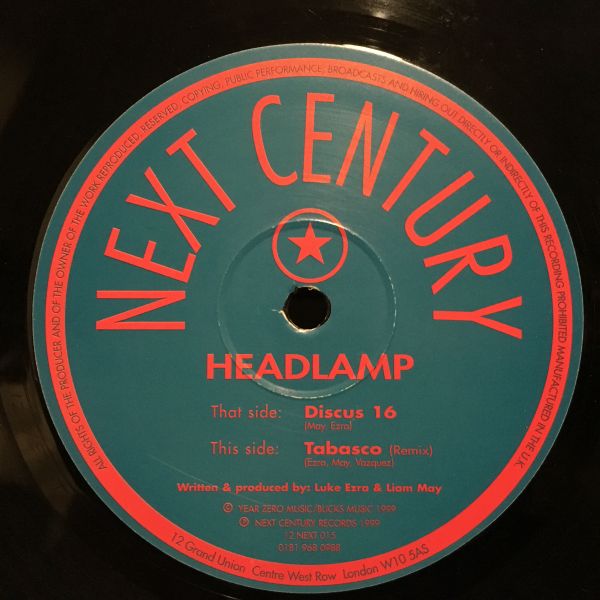 ALL RIGHTS OF THE PRODUCER AND OF THE OWNER OF THE WORK REPRODUCED, RESERVED. COPYING, PUBLIC PERFORMANCE, BROADCASTS AND HIRING OUT DIRECTLY OR INDIRECTLY OF THIS RECORDING PROHIBITED. MANUFACTURED IN THE U.K.
NEXT CENTURY
HEADLAMP
That side: Discus 16
(May, Ezra)
This side: Tabasco (Remix)
(Ezra, May, Vazquez)
Written & produced by: Luke Ezra & Liam May
© YEAR ZERO MUSIC/BUCKS MUSIC 1999
℗ NEXT CENTURY RECORDS 1999
12 NEXT 015
0181 968 0988
12 Grand Union Centre West Row London W10 5AS